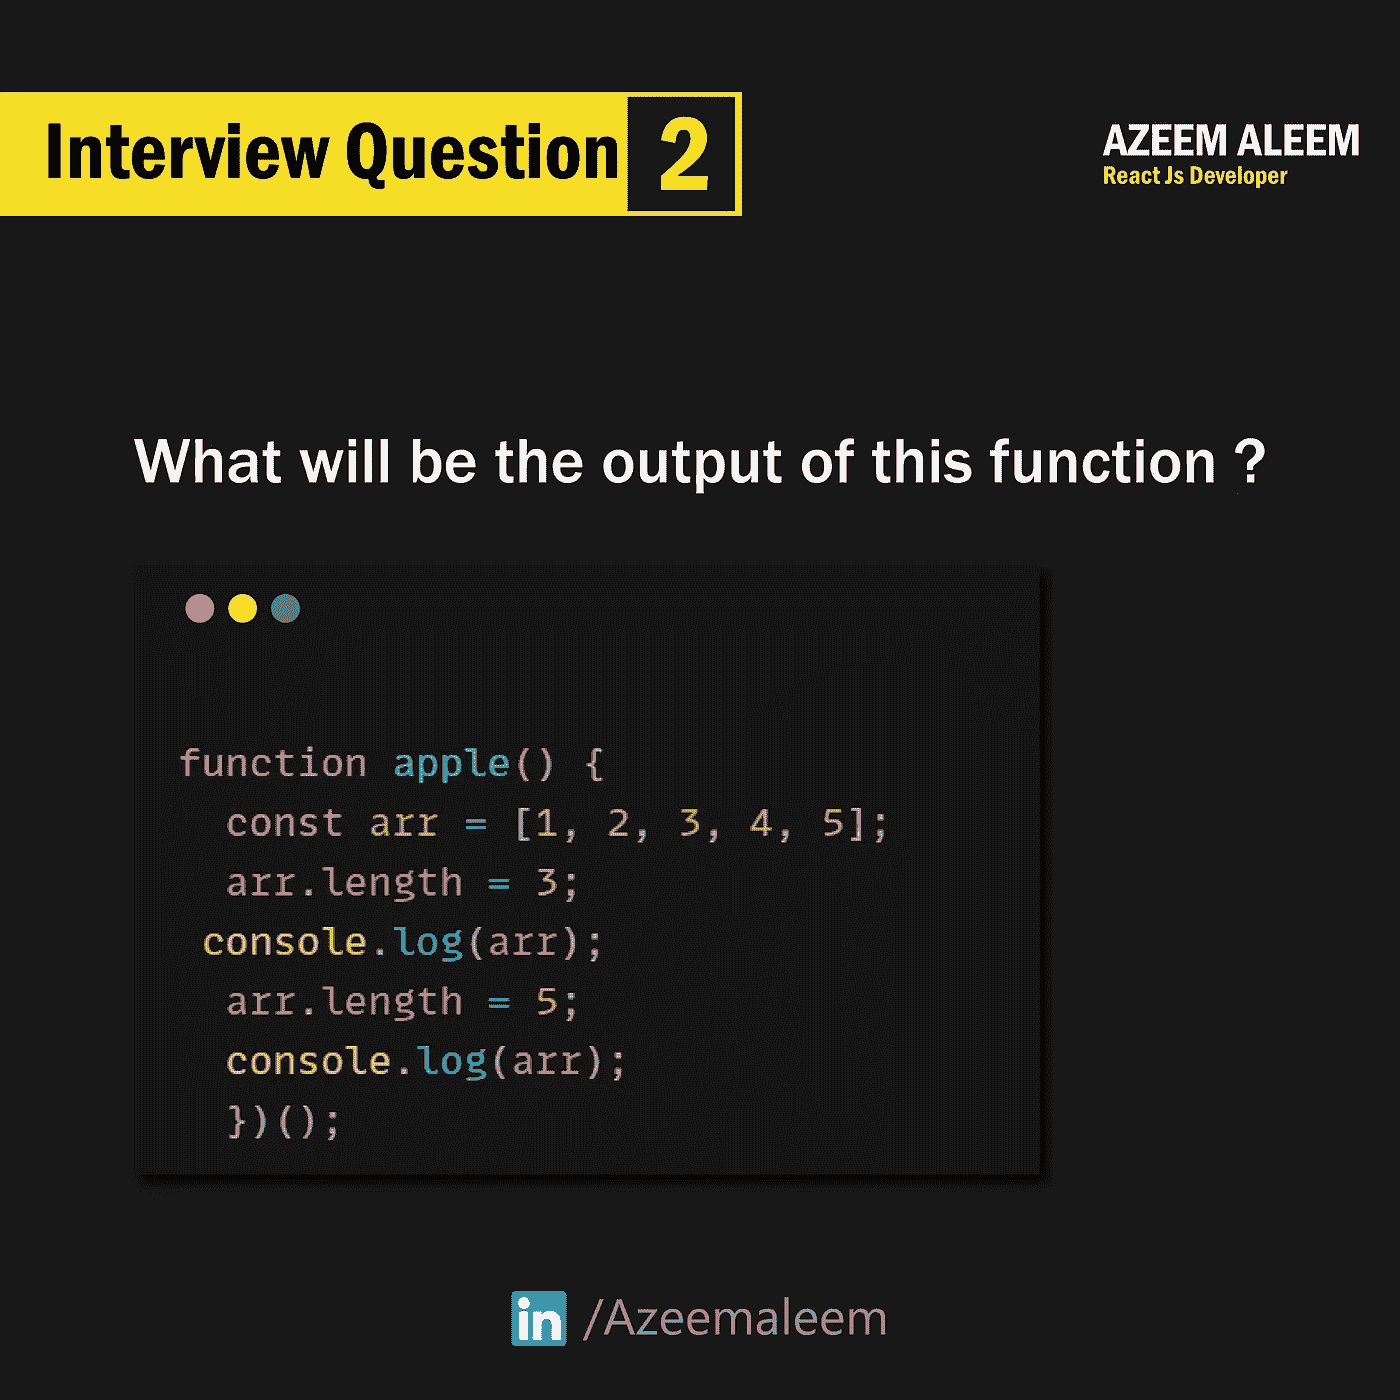 Interview Question 2
AZEEM ALEEM
React Js Developer
What will be the output of this function ?
function apple() {
  const arr = [1, 2, 3, 4, 5];
  arr.length = 3;
 console.log(arr);
  arr.length = 5;
  console.log(arr);
  })();
in /Azeemaleem